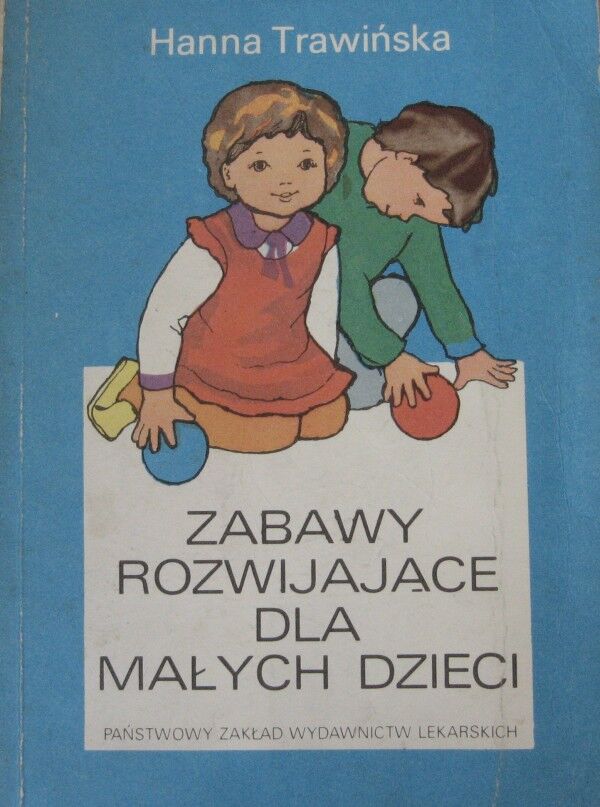 Hanna Trawińska
ZABAWY
ROZWIJAJĄCE
DLA
MAŁYCH DZIECI
PAŃSTWOWY ZAKŁAD WYDAWNICTW LEKARSKICH